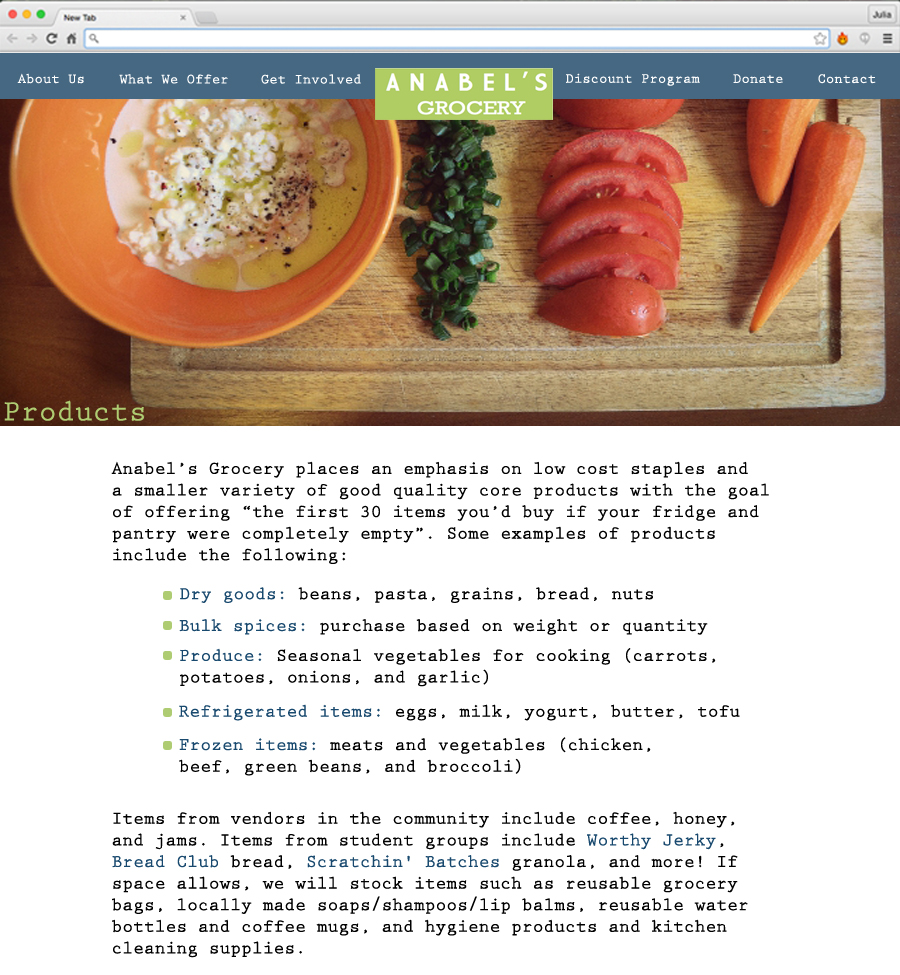 New Tab
Julia
About Us What We Offer Get Involved ANABEL'S Discount Program Donate Contact
GROCERY
Products
Anabel’s Grocery places an emphasis on low cost staples and
a smaller variety of good quality core products with the goal
of offering “the first 30 items you’d buy if your fridge and
pantry were completely empty”. Some examples of products
include the following:
Dry goods: beans, pasta, grains, bread, nuts
Bulk spices: purchase based on weight or quantity
Produce: Seasonal vegetables for cooking (carrots,
potatoes, onions, and garlic)
Refrigerated items: eggs, milk, yogurt, butter, tofu
Frozen items: meats and vegetables (chicken,
beef, green beans, and broccoli)
Items from vendors in the community include coffee, honey,
and jams. Items from student groups include Worthy Jerky,
Bread Club bread, Scratchin' Batches granola, and more! If
space allows, we will stock items such as reusable grocery
bags, locally made soaps/shampoos/lip balms, reusable water
bottles and coffee mugs, and hygiene products and kitchen
cleaning supplies.